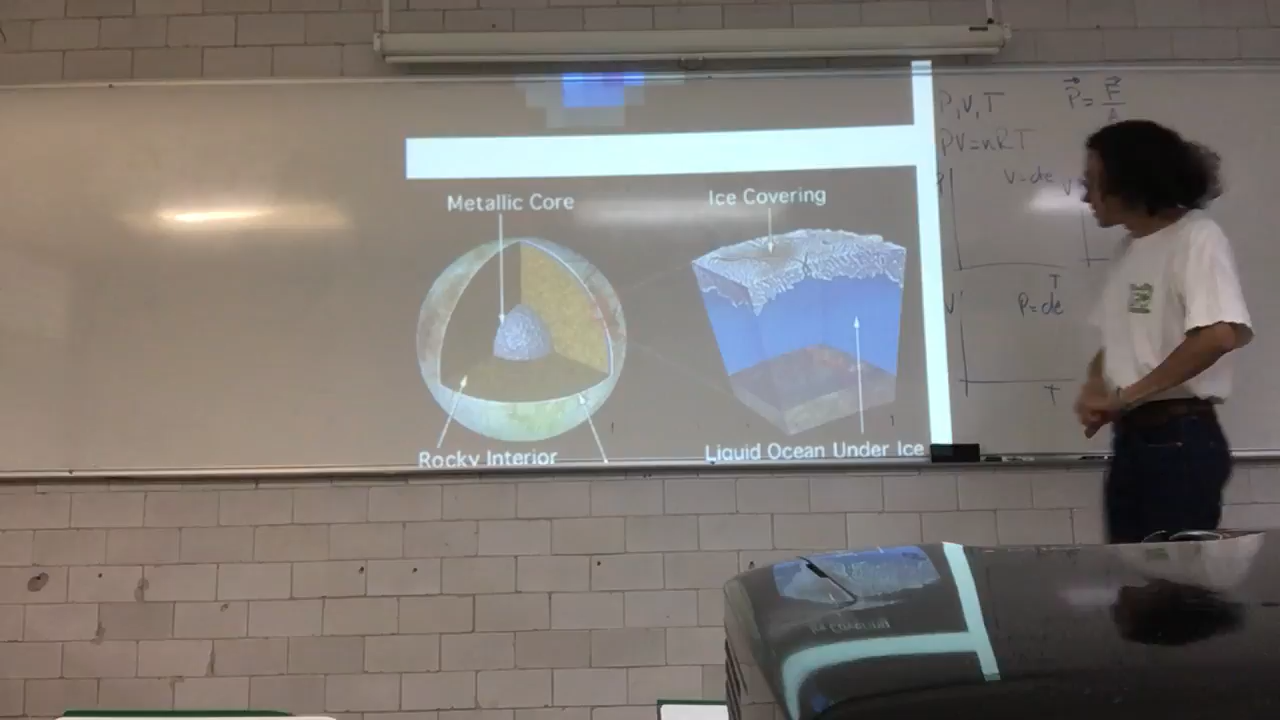 Metallic Core
Ice Covering
Rocky Interior
Liquid Ocean Under Ice
P,V,T
P= F/A
PV=nRT
P
V=cte
V
T
V
P=cte
T